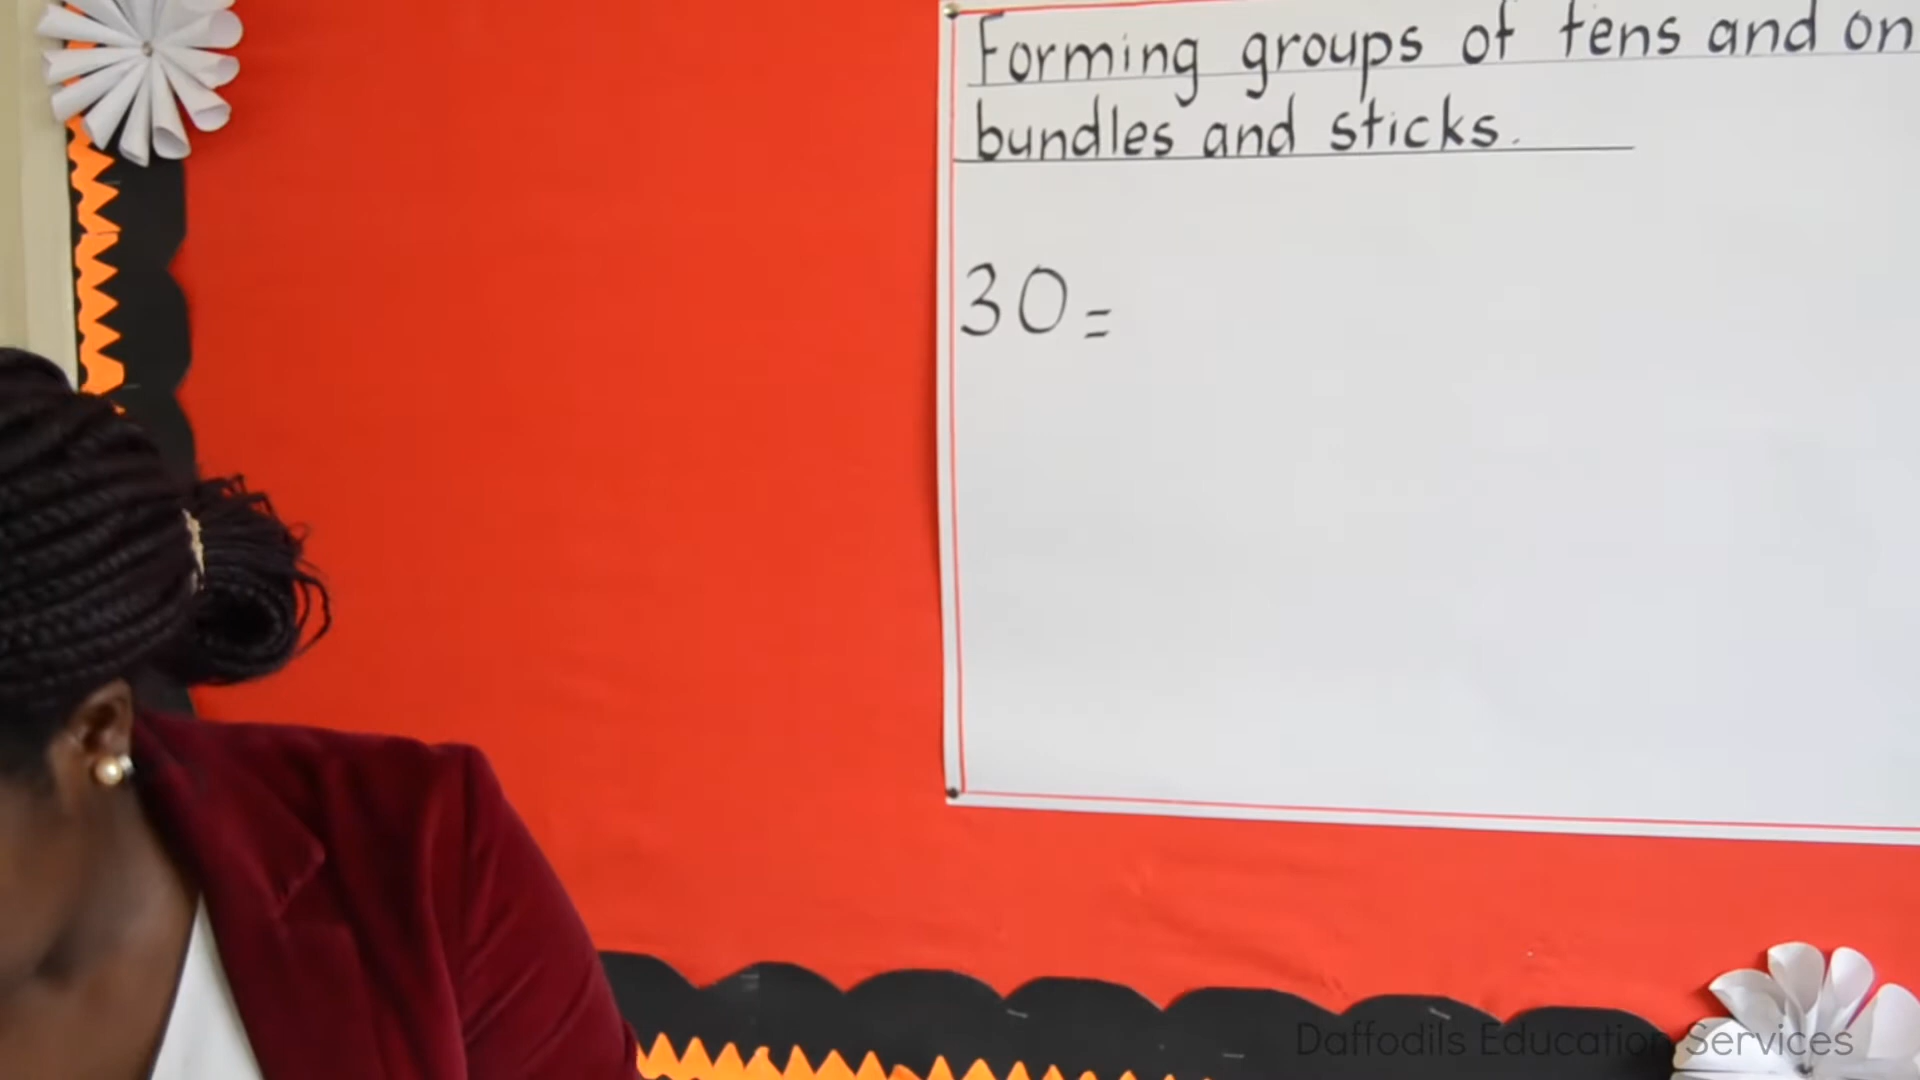 Forming groups of tens and on
bundles and sticks.
30 =
Daffodils Education Services